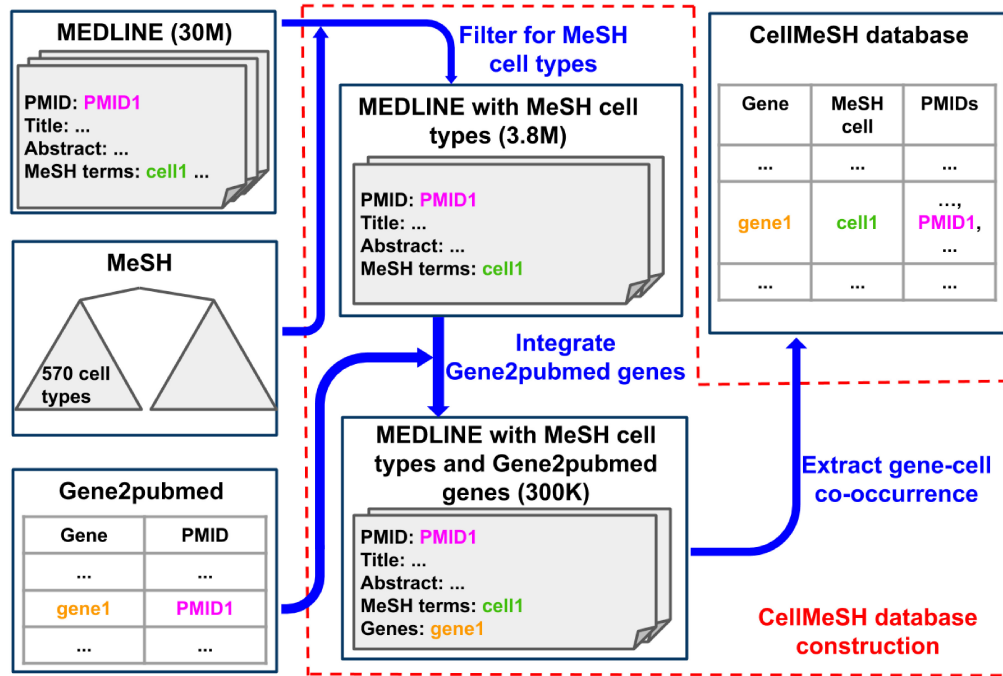 MEDLINE (30M)
PMID: PMID1
Title: ...
Abstract: ...
MeSH terms: cell1 ...
MeSH
570 cell
types
Gene2pubmed
Gene PMID
... ...
gene1 PMID1
... ...
Filter for MeSH
cell types
MEDLINE with MeSH cell
types (3.8M)
PMID: PMID1
Title: ...
Abstract: ...
MeSH terms: cell1
Integrate
Gene2pubmed genes
MEDLINE with MeSH cell
types and Gene2pubmed
genes (300K)
PMID: PMID1
Title: ...
Abstract: ...
MeSH terms: cell1
Genes: gene1
CellMeSH database
Gene MeSH PMIDs
cell
... ... ...
...,
gene1 cell1 PMID1,
...
... ... ...
Extract gene-cell
co-occurrence
CellMeSH database
construction